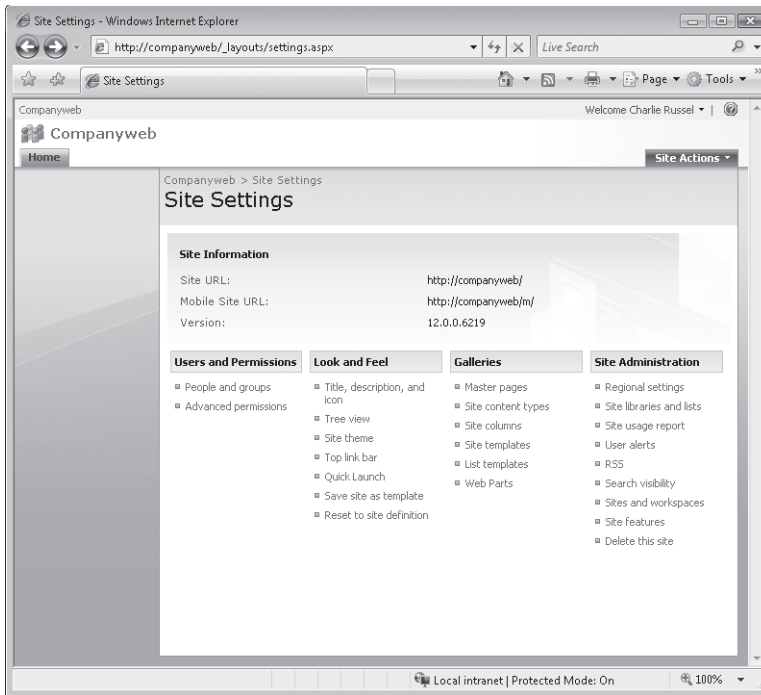 Site Settings - Windows Internet Explorer
http://companyweb/_layouts/settings.aspx
Live Search
Site Settings
Page
Tools
Companyweb
Welcome Charlie Russel
Companyweb
Home
Site Actions
Companyweb > Site Settings
Site Settings
Site Information
Site URL: http://companyweb/
Mobile Site URL: http://companyweb/m/
Version: 12.0.0.6219
Users and Permissions
People and groups
Advanced permissions
Look and Feel
Title, description, and
icon
Tree view
Site theme
Top link bar
Quick Launch
Save site as template
Reset to site definition
Galleries
Master pages
Site content types
Site columns
Site templates
List templates
Web Parts
Site Administration
Regional settings
Site libraries and lists
Site usage report
User alerts
RSS
Search visibility
Sites and workspaces
Site features
Delete this site
Local intranet | Protected Mode: On
100%